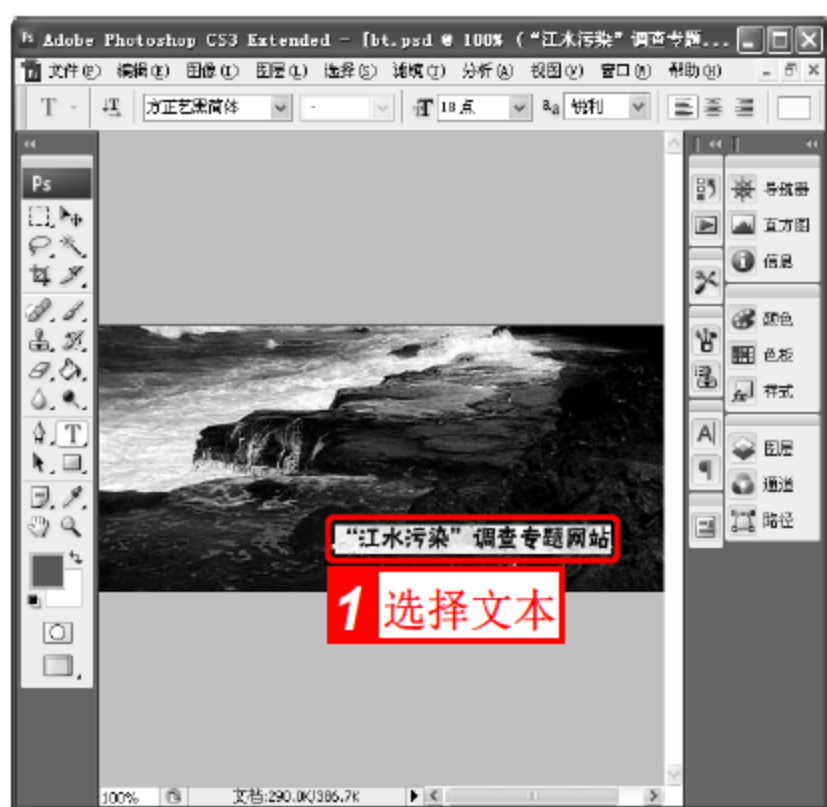 Ps Adobe Photoshop CS3 Extended - [bt.psd @ 100% (“江水污染”调查专题...
文件(F) 编辑(E) 图像(I) 图层(L) 选择(S) 滤镜(T) 分析(A) 视图(V) 窗口(W) 帮助(H)
T 方正艺黑简体 - 18 点 aa 锐利
Ps
导航器
直方图
信息
颜色
色板
样式
图层
通道
路径
“江水污染”调查专题网站
1 选择文本
100% 文档:290.0K/386.7K